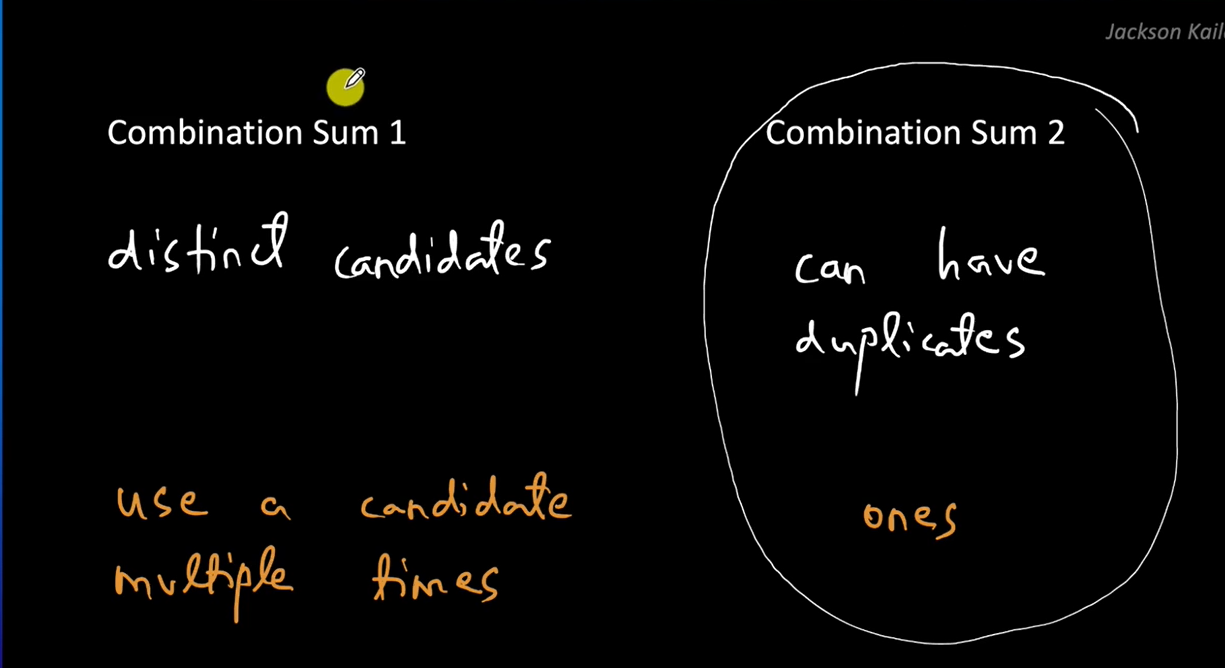 Jackson Kail
Combination Sum 1
distinct candidates
use a candidate
multiple times
Combination Sum 2
can have
duplicates
ones